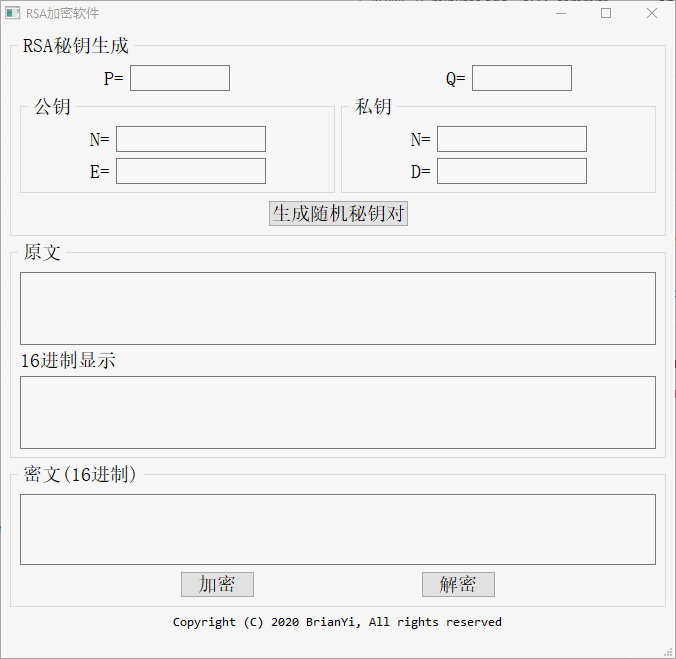 RSA加密软件
RSA秘钥生成
P= Q=
公钥 私钥
N= N=
E= D=
生成随机秘钥对
原文
16进制显示
密文(16进制)
加密 解密
Copyright (C) 2020 BrianYi, All rights reserved